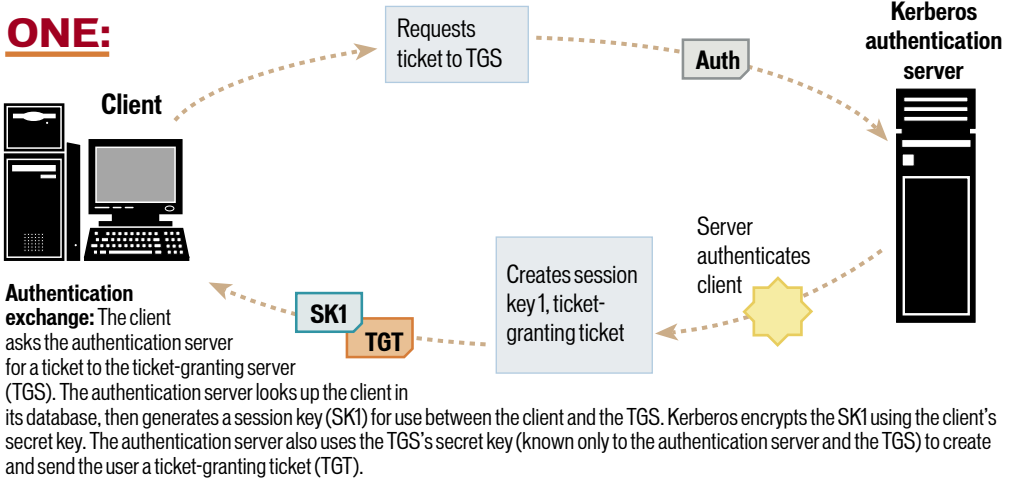 ONE:
Client
Requests
ticket to TGS
Auth
Kerberos
authentication
server
Server
authenticates
client
Creates session
key 1, ticket-
granting ticket
SK1
TGT
Authentication
exchange: The client
asks the authentication server
for a ticket to the ticket-granting server
(TGS). The authentication server looks up the client in
its database, then generates a session key (SK1) for use between the client and the TGS. Kerberos encrypts the SK1 using the client’s
secret key. The authentication server also uses the TGS’s secret key (known only to the authentication server and the TGS) to create
and send the user a ticket-granting ticket (TGT).